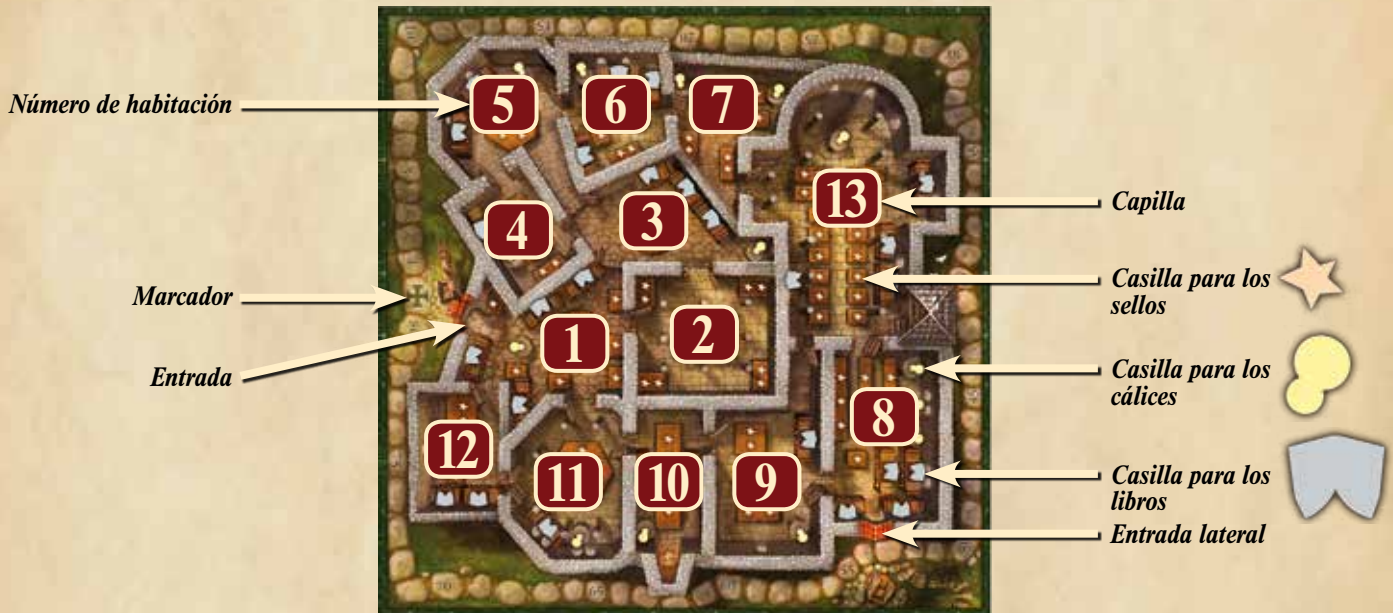 Número de habitación
Marcador
Entrada
5
6
7
13
4
3
1
2
8
12
11
10
9
Capilla
Casilla para los
sellos
Casilla para los
cálices
Casilla para los
libros
Entrada lateral